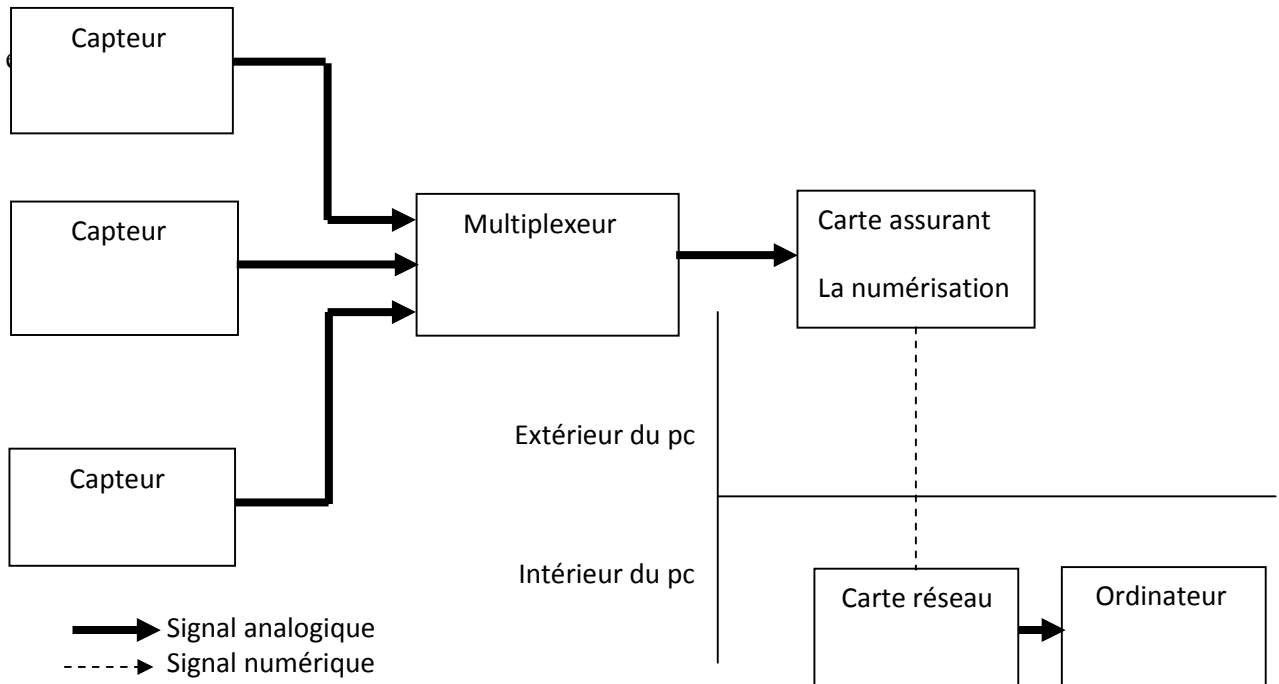 Capteur
Capteur
Multiplexeur
Carte assurant
La numérisation
Extérieur du pc
Capteur
Intérieur du pc
Carte réseau
Ordinateur
Signal analogique
Signal numérique